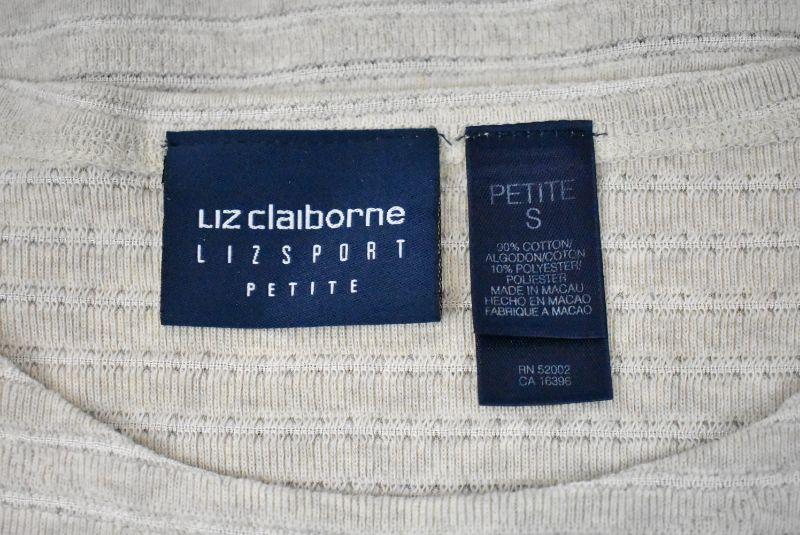 Liz claiborne
LIZSPORT
PETITE
PETITE
S
90% COTTON/
ALGODON/COTON
10% POLYESTER/
POLIESTER
MADE IN MACAU
HECHO EN MACAO
FABRIQUE A MACAO
RN 52002
CA 16396